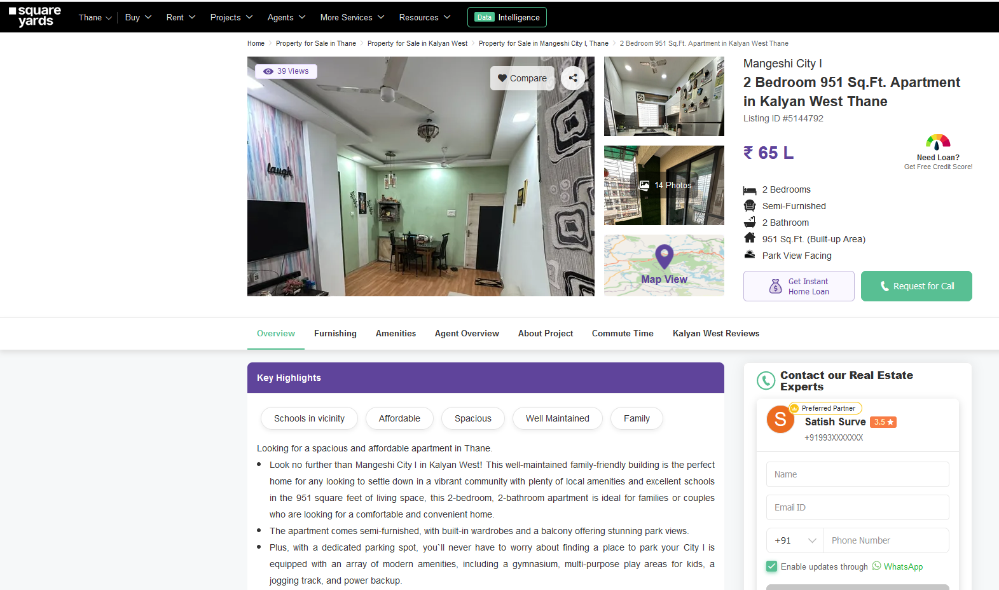 square yards
Thane Buy Rent Projects Agents More Services Resources Data Intelligence
Home Property for Sale in Thane Property for Sale in Kalyan West Property for Sale in Mangeshi City I, Thane 2 Bedroom 951 Sq.Ft. Apartment in Kalyan West Thane
39 Views
Compare
laugh
14 Photos
Map View
Mangeshi City I
2 Bedroom 951 Sq.Ft. Apartment
in Kalyan West Thane
Listing ID #5144792
₹ 65 L
Need Loan?
Get Free Credit Score!
2 Bedrooms
Semi-Furnished
2 Bathroom
951 Sq.Ft. (Built-up Area)
Park View Facing
Get Instant
Home Loan
Request for Call
Overview Furnishing Amenities Agent Overview About Project Commute Time Kalyan West Reviews
Key Highlights
Schools in vicinity Affordable Spacious Well Maintained Family
Looking for a spacious and affordable apartment in Thane.
Look no further than Mangeshi City I in Kalyan West! This well-maintained family-friendly building is the perfect
home for any looking to settle down in a vibrant community with plenty of local amenities and excellent schools
in the 951 square feet of living space, this 2-bedroom, 2-bathroom apartment is ideal for families or couples
who are looking for a comfortable and convenient home.
The apartment comes semi-furnished, with built-in wardrobes and a balcony offering stunning park views.
Plus, with a dedicated parking spot, you`ll never have to worry about finding a place to park your City I is
equipped with an array of modern amenities, including a gymnasium, multi-purpose play areas for kids, a
jogging track, and power backup.
Contact our Real Estate
Experts
Preferred Partner
S
Satish Surve 3.5
+91993XXXXXXX
Name
Email ID
+91 Phone Number
Enable updates through WhatsApp